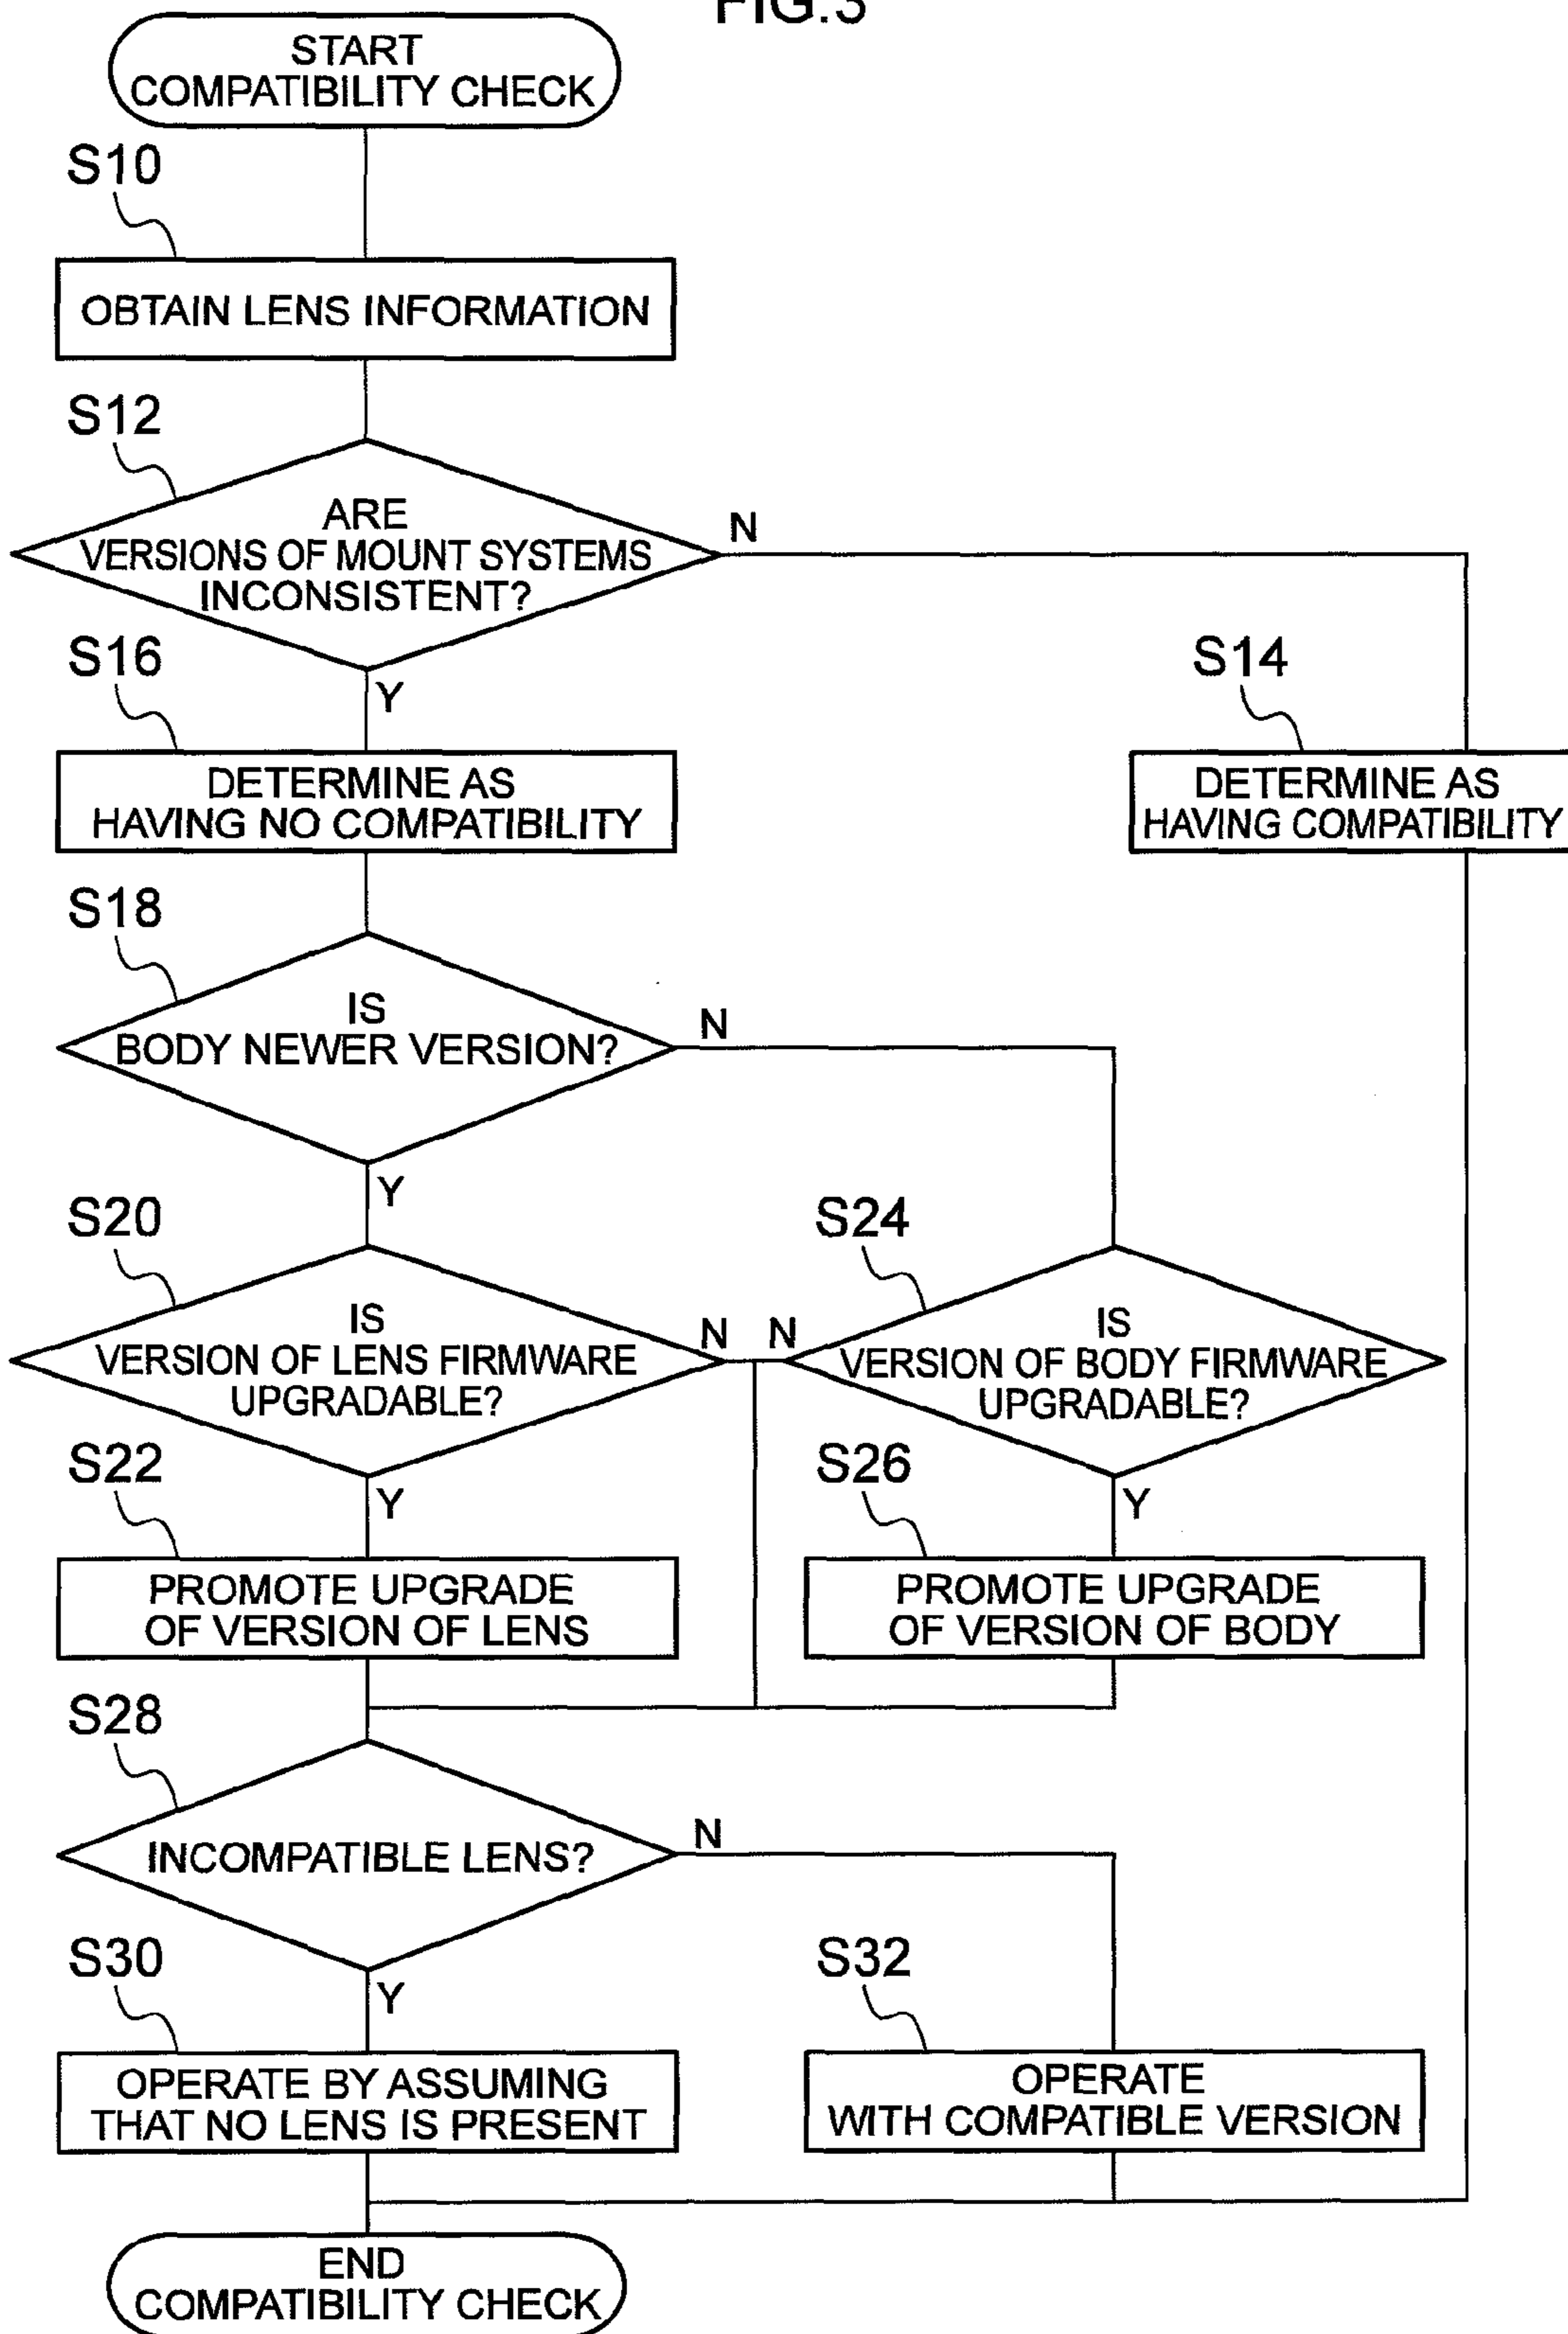 FIG.3
START
COMPATIBILITY CHECK
S10
OBTAIN LENS INFORMATION
S12
ARE
VERSIONS OF MOUNT SYSTEMS
INCONSISTENT?
N
Y
S16
DETERMINE AS
HAVING NO COMPATIBILITY
S14
DETERMINE AS
HAVING COMPATIBILITY
S18
IS
BODY NEWER VERSION?
N
Y
S20
IS
VERSION OF LENS FIRMWARE
UPGRADABLE?
N
Y
S24
IS
VERSION OF BODY FIRMWARE
UPGRADABLE?
N
Y
S22
PROMOTE UPGRADE
OF VERSION OF LENS
S26
PROMOTE UPGRADE
OF VERSION OF BODY
S28
INCOMPATIBLE LENS?
N
Y
S30
OPERATE BY ASSUMING
THAT NO LENS IS PRESENT
S32
OPERATE
WITH COMPATIBLE VERSION
END
COMPATIBILITY CHECK